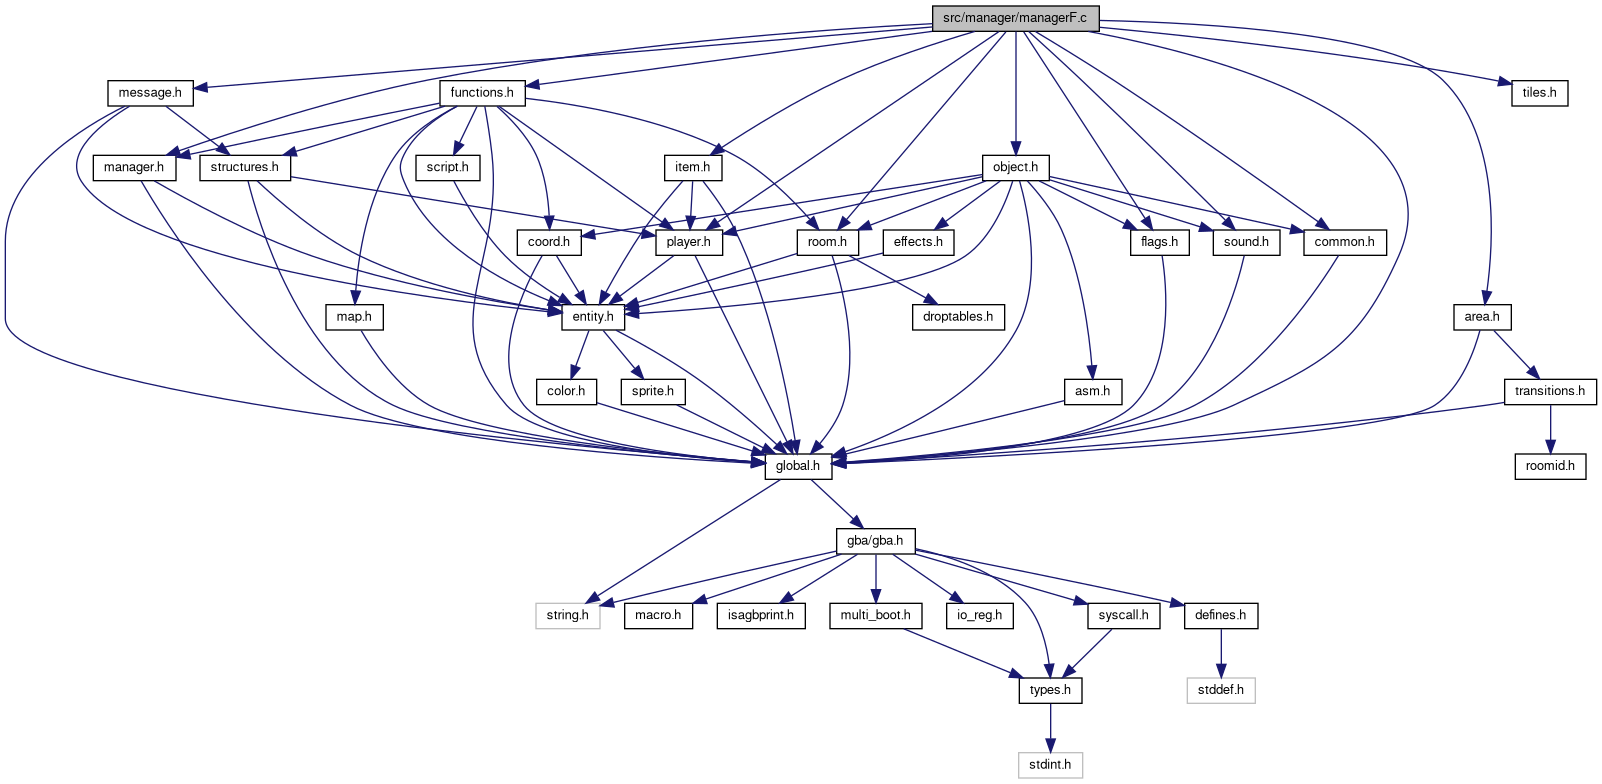 src/manager/managerF.c
message.h
functions.h
tiles.h
manager.h
structures.h
script.h
item.h
object.h
coord.h
player.h
room.h
effects.h
flags.h
sound.h
common.h
map.h
entity.h
droptables.h
area.h
color.h
sprite.h
asm.h
transitions.h
global.h
roomid.h
gba/gba.h
string.h
macro.h
isagbprint.h
multi_boot.h
io_reg.h
syscall.h
defines.h
types.h
stddef.h
stdint.h